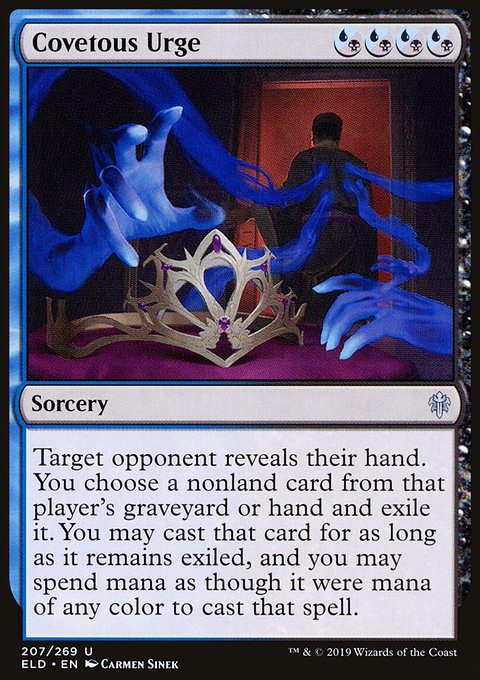 Covetous Urge
Sorcery
Target opponent reveals their hand.
You choose a nonland card from that
player's graveyard or hand and exile
it. You may cast that card for as long
as it remains exiled, and you may
spend mana as though it were mana
of any color to cast that spell.
207/269 U
ELD • EN Carmen Sinek
™ & © 2019 Wizards of the Coast